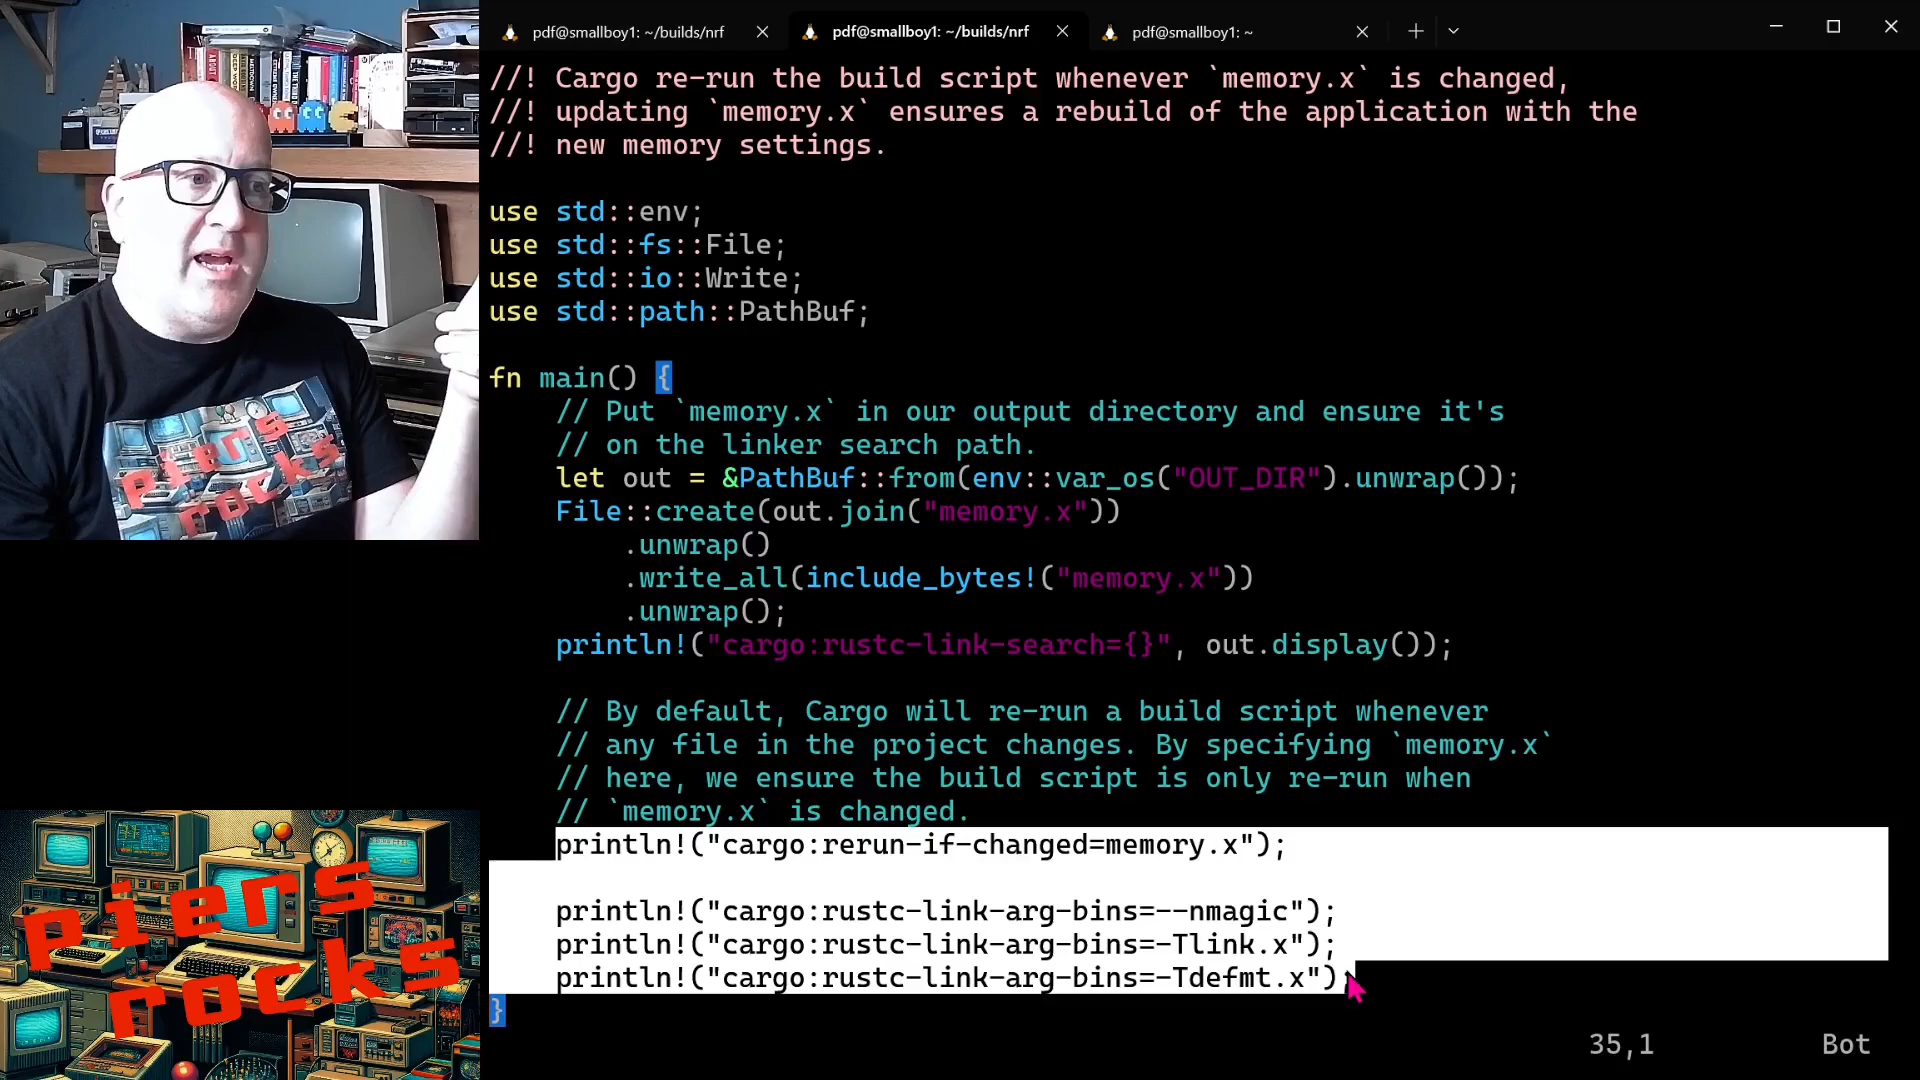 pdf@smallboy1: ~/builds/nrf
pdf@smallboy1: ~/builds/nrf
pdf@smallboy1: ~
//! Cargo re-run the build script whenever `memory.x` is changed,
//! updating `memory.x` ensures a rebuild of the application with the
//! new memory settings.
use std::env;
use std::fs::File;
use std::io::Write;
use std::path::PathBuf;
fn main() {
// Put `memory.x` in our output directory and ensure it's
// on the linker search path.
let out = &PathBuf::from(env::var_os("OUT_DIR").unwrap());
File::create(out.join("memory.x"))
.unwrap()
.write_all(include_bytes!("memory.x"))
.unwrap();
println!("cargo:rustc-link-search={}", out.display());
// By default, Cargo will re-run a build script whenever
// any file in the project changes. By specifying `memory.x`
// here, we ensure the build script is only re-run when
// `memory.x` is changed.
println!("cargo:rerun-if-changed=memory.x");
println!("cargo:rustc-link-arg-bins=--nmagic");
println!("cargo:rustc-link-arg-bins=-Tlink.x");
println!("cargo:rustc-link-arg-bins=-Tdefmt.x");
}
35,1 Bot
piers
rocks
piers
rocks